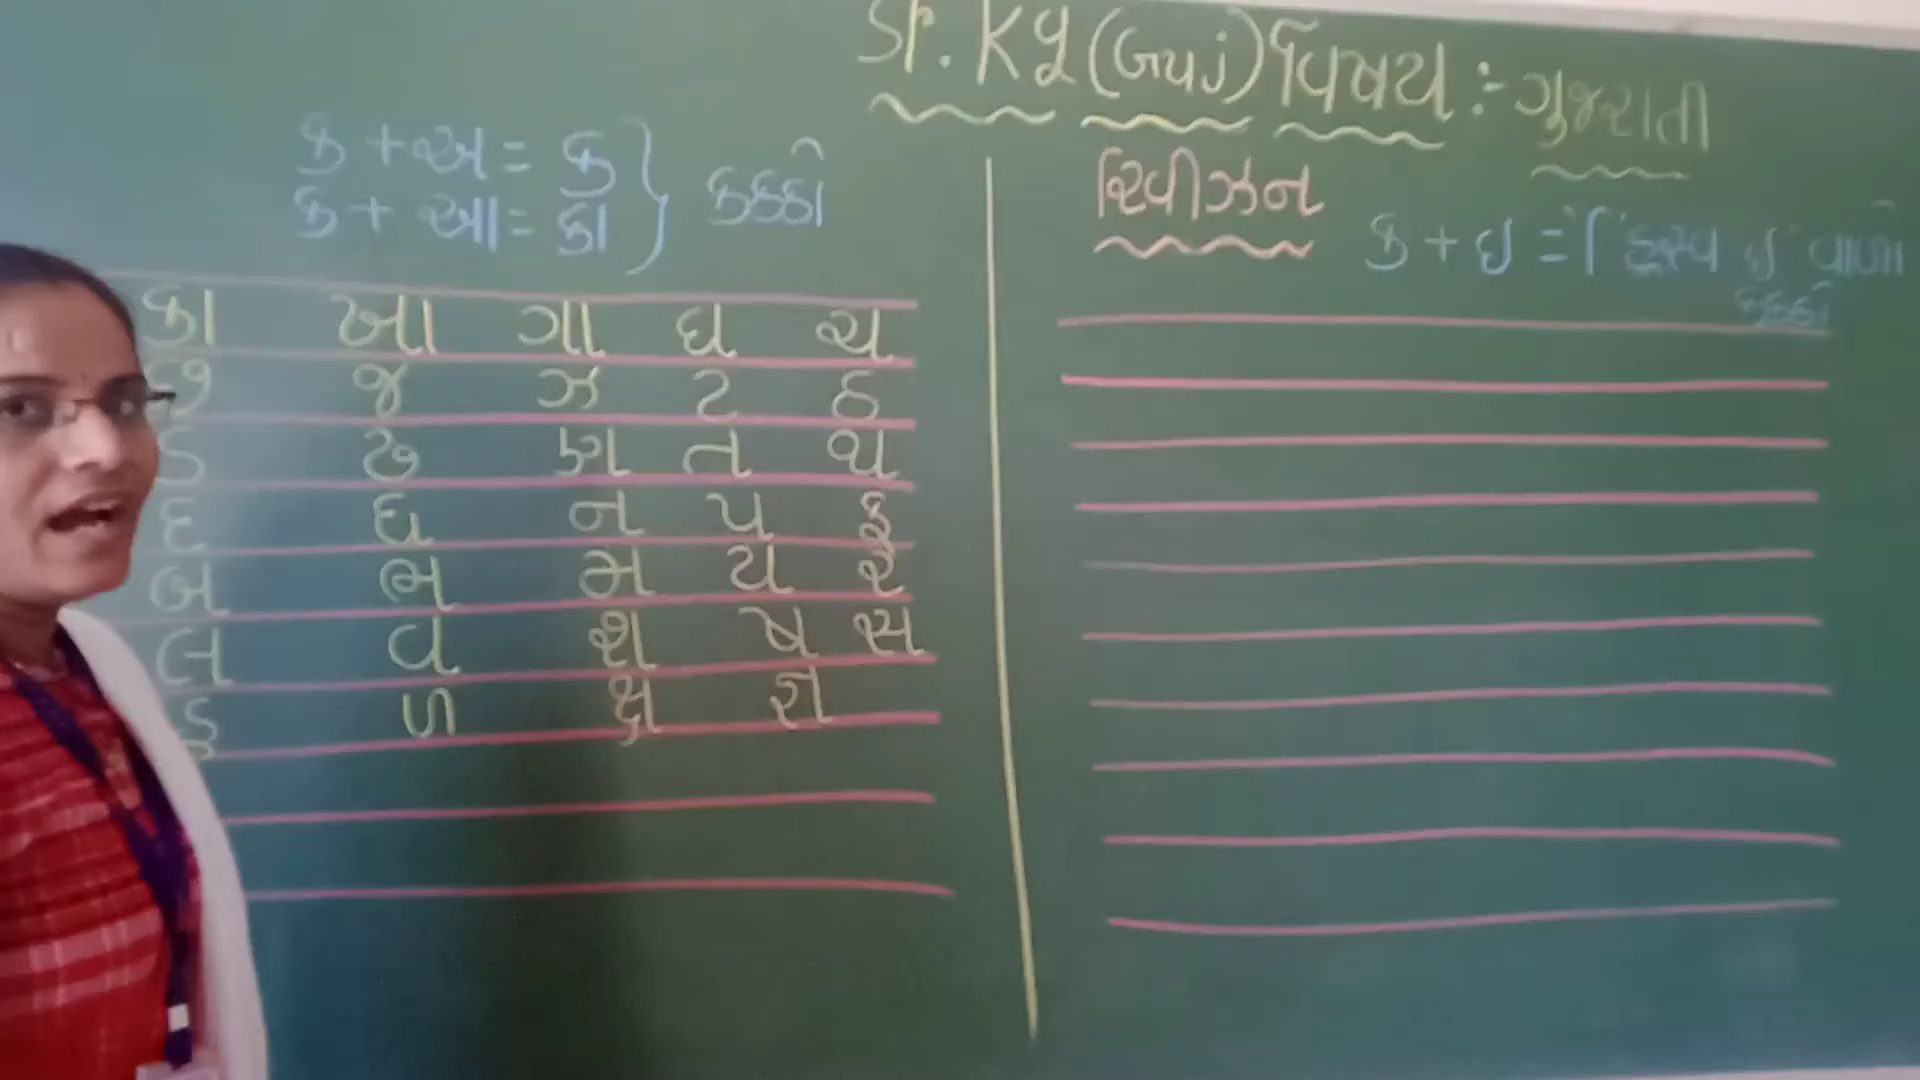 Sr. Kg (Guj) વિષય :- ગુજરાતી
ક + અ = ક
ક + આ = કા } કક્કો
રિવીઝન
ક + ઇ = િ હ્રસ્વ ઇ વાળો
કક્કો
કા ખા ગા ઘ ચ
છ જ ઝ ટ ઠ
ડ ઢ ણ ત થ
દ ધ ન પ ફ
બ ભ મ ય ર
લ વ શ ષ સ
હ ળ ક્ષ જ્ઞ